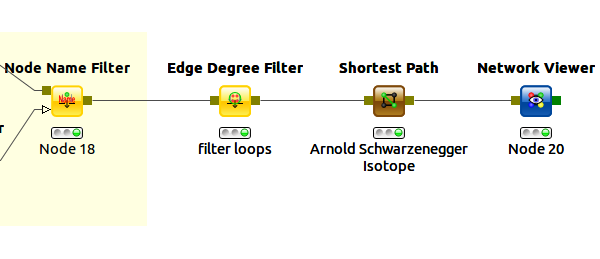 Node Name Filter
Edge Degree Filter
Shortest Path
Network Viewer
r
Node 18
filter loops
Arnold Schwarzenegger
Isotope
Node 20